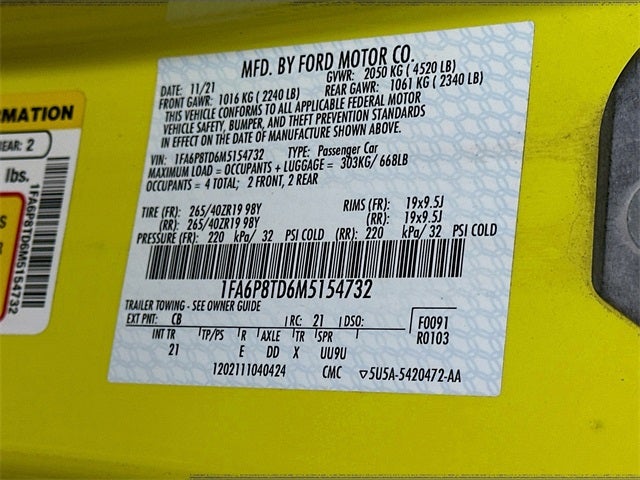 MFD. BY FORD MOTOR CO.
DATE: 11/21 GVWR: 2050 KG (4520 LB)
FRONT GAWR: 1016 KG (2240 LB) REAR GAWR: 1061 KG (2340 LB)
THIS VEHICLE CONFORMS TO ALL APPLICABLE FEDERAL MOTOR
VEHICLE SAFETY, BUMPER, AND THEFT PREVENTION STANDARDS
IN EFFECT ON THE DATE OF MANUFACTURE SHOWN ABOVE.
VIN: 1FA6P8TD6M5154732 TYPE: Passenger Car
MAXIMUM LOAD = OCCUPANTS + LUGGAGE = 303KG/668LB
OCCUPANTS = 4 TOTAL; 2 FRONT, 2 REAR
TIRE (FR): 265/40ZR19 98Y RIMS (FR): 19x9.5J
(RR): 265/40ZR19 98Y (RR): 19x9.5J
PRESSURE (FR): 220 kPa/ 32 PSI COLD (RR): 220 kPa/ 32 PSI COLD
1FA6P8TD6M5154732
TRAILER TOWING - SEE OWNER GUIDE
EXT PNT: CB RC: 21 DSO: F0091
INT TR TP/PS R AXLE TR SPR R0103
21 E DD X UU9U
1202111040424 CMC ▽5U5A-5420472-AA
RMATION
REAR: 2
lbs.
1FA6P8TD6M5154732